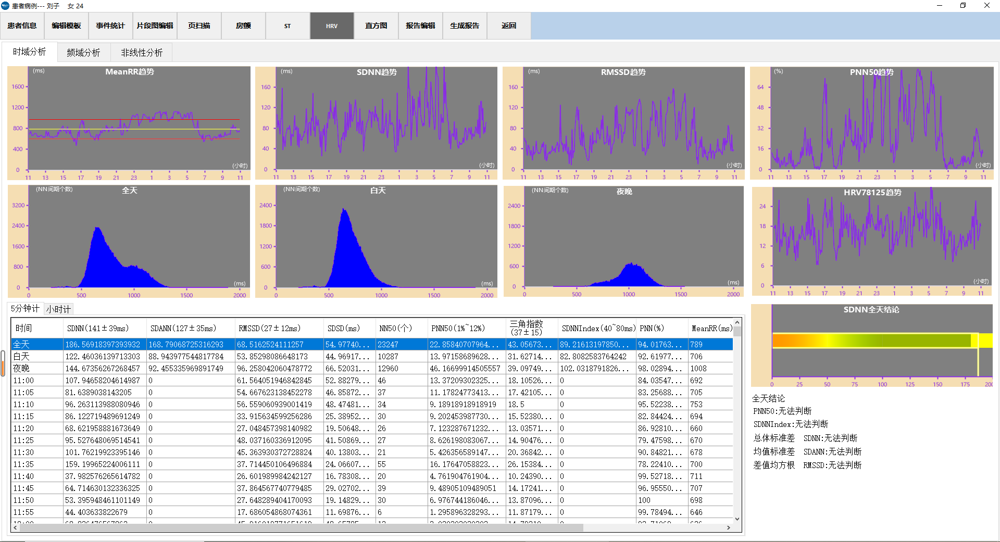 患者病例--- 刘子 女 24
患者信息 编辑模板 事件统计 片段图编辑 页扫描 房颤 ST HRV 直方图 报告编辑 生成报告 返回
时域分析 频域分析 非线性分析
(ms) MeanRR趋势
1600
1200
800
400
0
(小时)
11 13 15 17 19 21 23 1 3 5 7 9 11
(ms) SDNN趋势
160
120
80
40
0
(小时)
11 13 15 17 19 21 23 1 3 5 7 9 11
(ms) RMSSD趋势
160
120
80
40
0
(小时)
11 13 15 17 19 21 23 1 3 5 7 9 11
(%) PNN50趋势
64
48
32
16
0
(小时)
11 13 15 17 19 21 23 1 3 5 7 9 11
(NN间期个数) 全天
3200
2400
1600
800
0
(ms)
0 500 1000 1500 2000
(NN间期个数) 白天
2400
1800
1200
600
0
(ms)
0 500 1000 1500 2000
(NN间期个数) 夜晚
2400
1800
1200
600
0
(ms)
0 500 1000 1500 2000
HRV78125趋势
24
18
12
6
0
(小时)
11 13 15 17 19 21 23 1 3 5 7 9 11
5分钟计 小时计
时间 SDNN(141±39ms) SDANN(127±35ms) RMSSD(27±12ms) SDSD(ms) NN50(个) PNN50(1%~12%) 三角指数(37±15) SDNNIndex(40~80ms) PNN(%) MeanRR(ms)
全天 186.56918397393932 168.79068725316293 68.5162524111257 54.97740... 23247 22.85840707964... 43.05673... 89.21613197850... 94.01763... 789
白天 122.46036139713303 88.943977544817784 53.85298086648173 44.96917... 10287 13.97158689628... 31.62714... 82.8082583764242 92.61977... 706
夜晚 144.67356267268457 92.455335969891749 96.258042060478772 66.52031... 12960 46.16699914505557 39.09749... 102.0318791826... 98.02894... 1008
11:00 107.94658204614987 0 61.564051946842845 52.88279... 46 13.37209302325... 18.10526... 0 84.03547... 692
11:05 81.6389038143205 0 54.667623138452278 46.85872... 37 11.17824773413... 17.42105... 0 83.25688... 705
11:10 96.263113988080946 0 56.559060939001419 48.47481... 34 9.18918918918919 18.5 0 95.52238... 753
11:15 86.122719489691249 0 33.915634599256286 25.38952... 30 9.202453987730... 15.52380... 0 82.84424... 694
11:20 68.621958881673649 0 27.048457398140982 19.50648... 26 7.123287671232... 13.03571... 0 86.92810... 660
11:25 95.527648069514541 0 48.037160336912095 41.50869... 27 8.626198083067... 14.90476... 0 79.47598... 670
11:30 101.76219923395146 0 45.363930372728824 40.13803... 21 5.426356589147... 20.36842... 0 90.84821... 678
11:35 159.19965224006111 0 37.714450106496884 24.06607... 55 16.17647058823... 26.15384... 0 78.22410... 700
11:40 37.982576265614782 0 26.601989984242127 16.78308... 20 4.761904761904... 10.24390... 0 99.52718... 711
11:45 64.714630132336325 0 37.864567740779485 29.02702... 39 9.48905109489051 14.17241... 0 96.95550... 707
11:50 53.395948461101149 0 27.648289404170093 19.14829... 30 6.976744186046... 13.87096... 0 100 698
11:55 44.403633822679 0 17.686054868074361 11.69876... 6 1.295896328293... 11.87179... 0 99.78494... 646
SDNN全天结论
0 25 50 75 100 125 150 175 200
全天结论
PNN50:无法判断
SDNNIndex:无法判断
总体标准差 SDNN:无法判断
均值标准差 SDANN:无法判断
差值均方根 RMSSD:无法判断